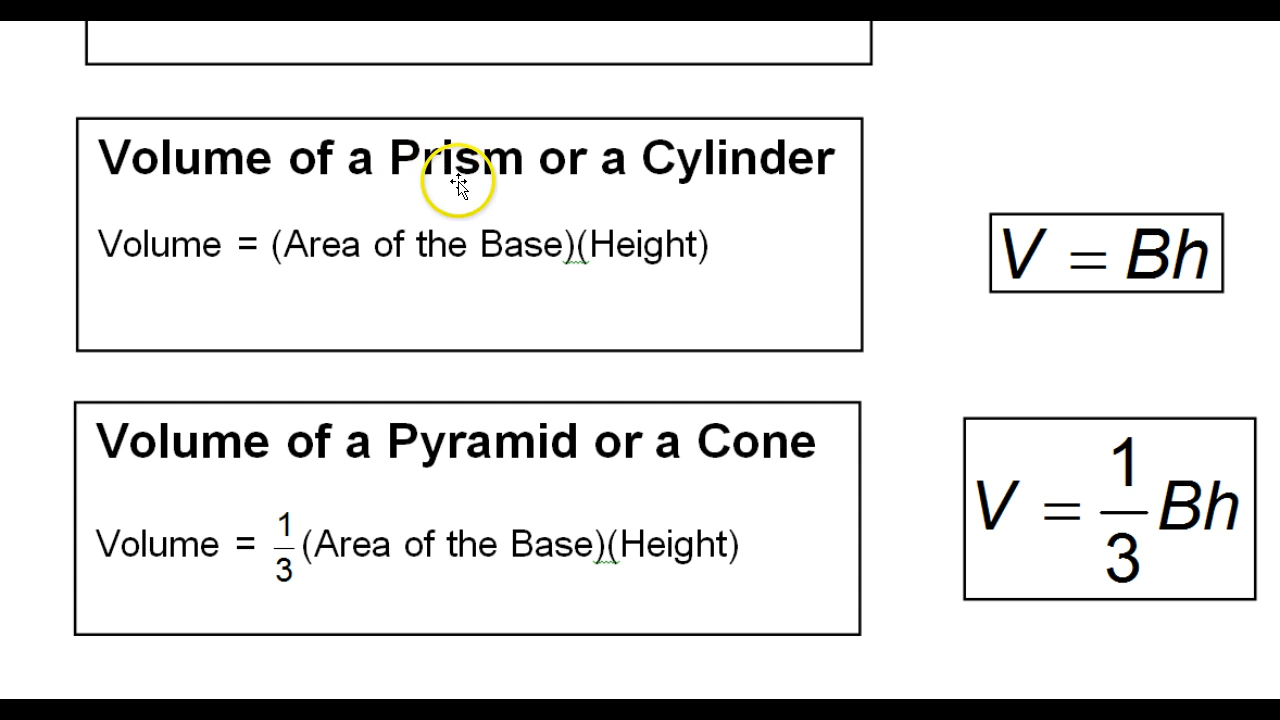 Volume of a Prism or a Cylinder
Volume = (Area of the Base)(Height)
V = Bh
Volume of a Pyramid or a Cone
Volume = 1/3 (Area of the Base)(Height)
V = 1/3 Bh